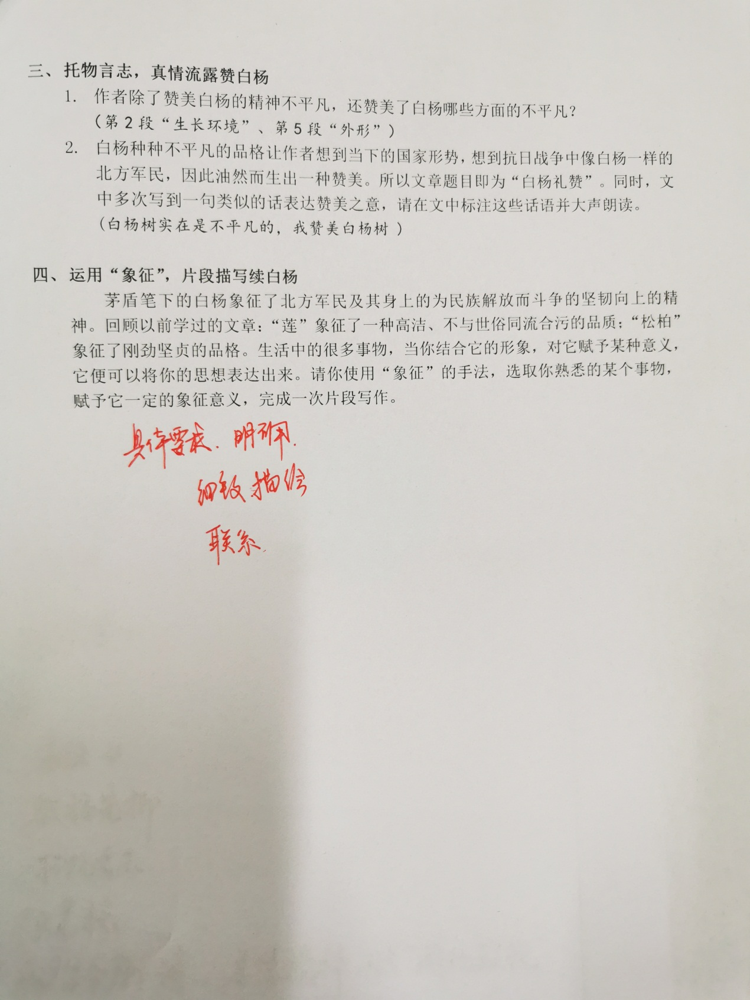 三、托物言志，真情流露赞白杨
1. 作者除了赞美白杨的精神不平凡，还赞美了白杨哪些方面的不平凡？
（第2段“生长环境”、第5段“外形”）
2. 白杨种种不平凡的品格让作者想到当下的国家形势，想到抗日战争中像白杨一样的
北方军民，因此油然而生出一种赞美。所以文章题目即为“白杨礼赞”。同时，文
中多次写到一句类似的话表达赞美之意，请在文中标注这些话语并大声朗读。
（白杨树实在是不平凡的，我赞美白杨树）
四、运用“象征”，片段描写续白杨
茅盾笔下的白杨象征了北方军民及其身上的为民族解放而斗争的坚韧向上的精
神。回顾以前学过的文章：“莲”象征了一种高洁、不与世俗同流合污的品质；“松柏”
象征了刚劲坚贞的品格。生活中的很多事物，当你结合它的形象，对它赋予某种意义，
它便可以将你的思想表达出来。请你使用“象征”的手法，选取你熟悉的某个事物，
赋予它一定的象征意义，完成一次片段写作。
具体要求. 明确.
细致描绘
联系.